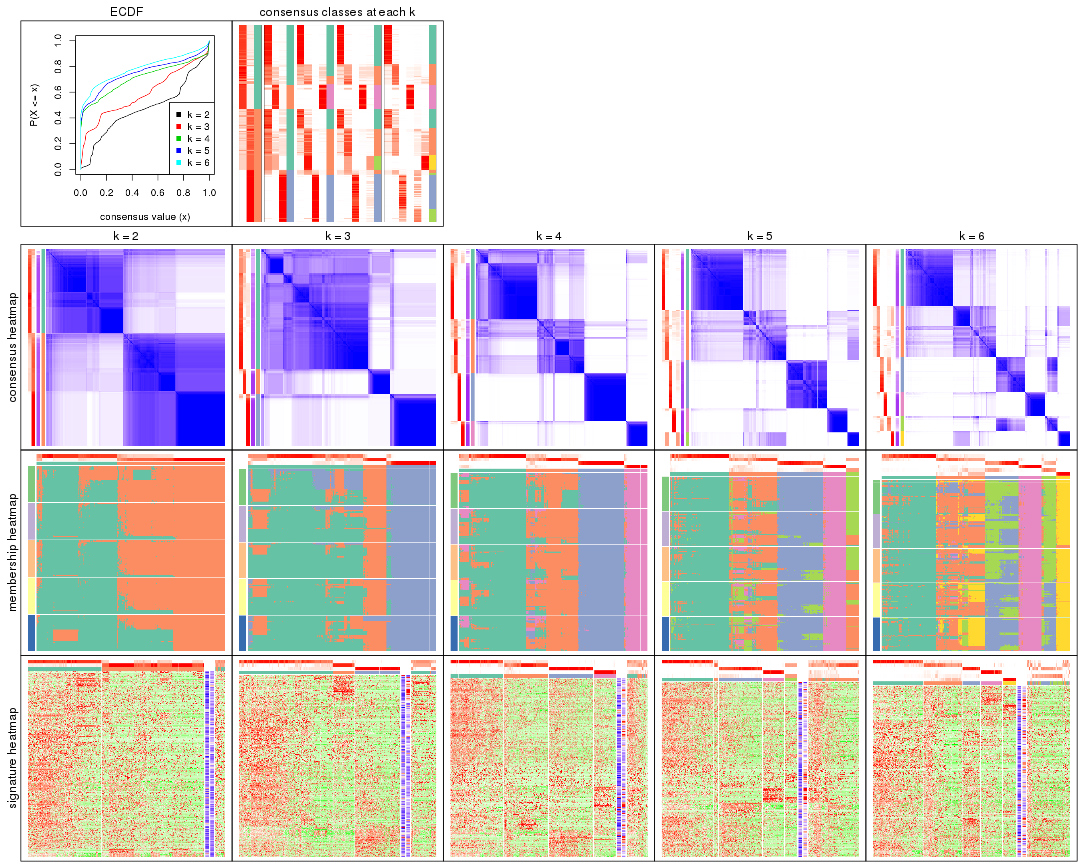 ECDF
consensus classes at each k
P(X <= x)
0.0 0.2 0.4 0.6 0.8 1.0
k = 2
k = 3
k = 4
k = 5
k = 6
0.0 0.2 0.4 0.6 0.8 1.0
consensus value (x)
k = 2 k = 3 k = 4 k = 5 k = 6
consensus heatmap
membership heatmap
signature heatmap